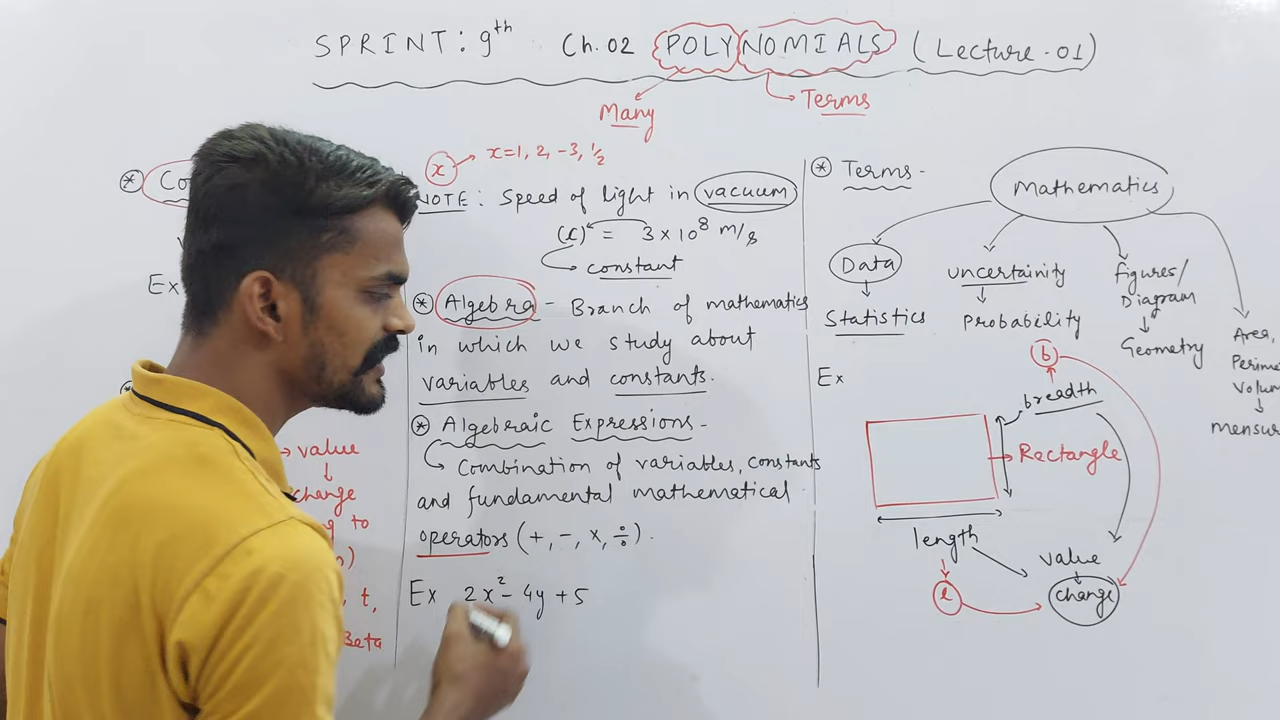 SPRINT: 9th Ch. 02 POLYNOMIALS (Lecture-01)
Many
Terms
Ex
value
change
to
t,
Beta
x x=1, 2, -3, 1/2
NOTE: Speed of light in vacuum
(c) = 3 x 10⁸ m/s
constant
* Algebra - Branch of mathematics
in which we study about
variables and constants.
* Algebraic Expressions -
Combination of variables, constants
and fundamental mathematical
operators (+, -, x, ÷).
Ex 2x² - 4y + 5
* Terms -
Mathematics
Data
Statistics
uncertainity
Probability
figures/
Diagram
Geometry
Area,
Ex
b
breadth
Rectangle
length
l
value
change